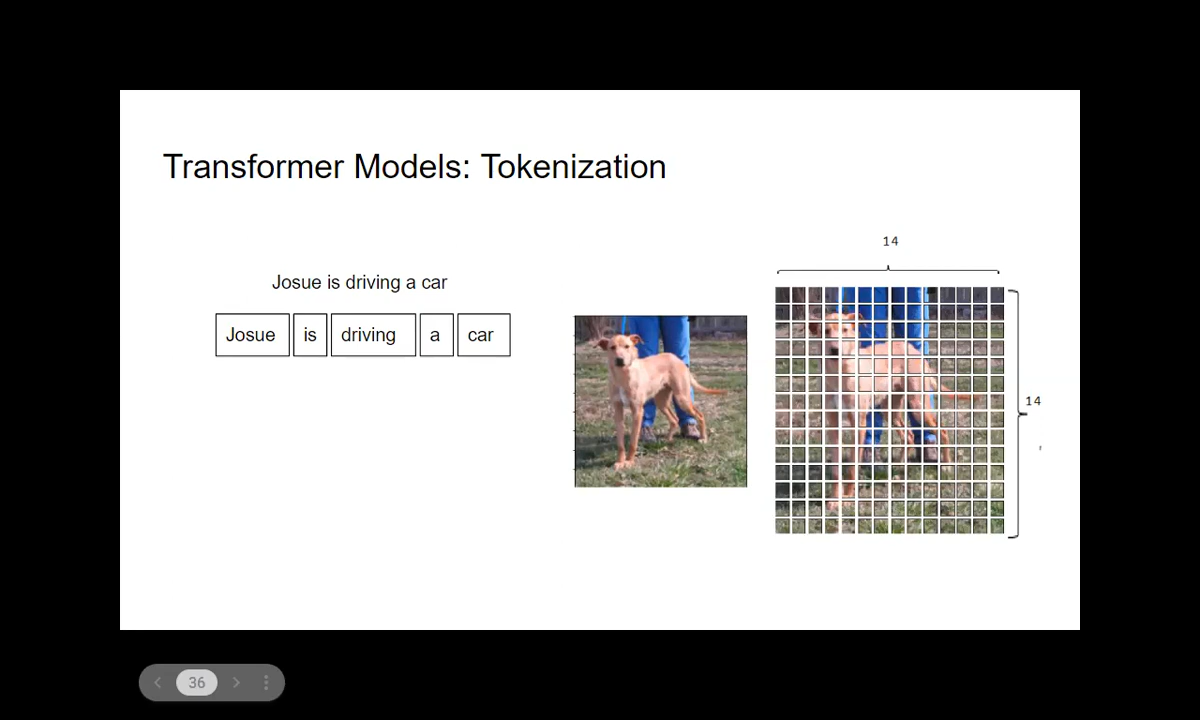 Transformer Models: Tokenization
Josue is driving a car
Josue is driving a car
14
14
36